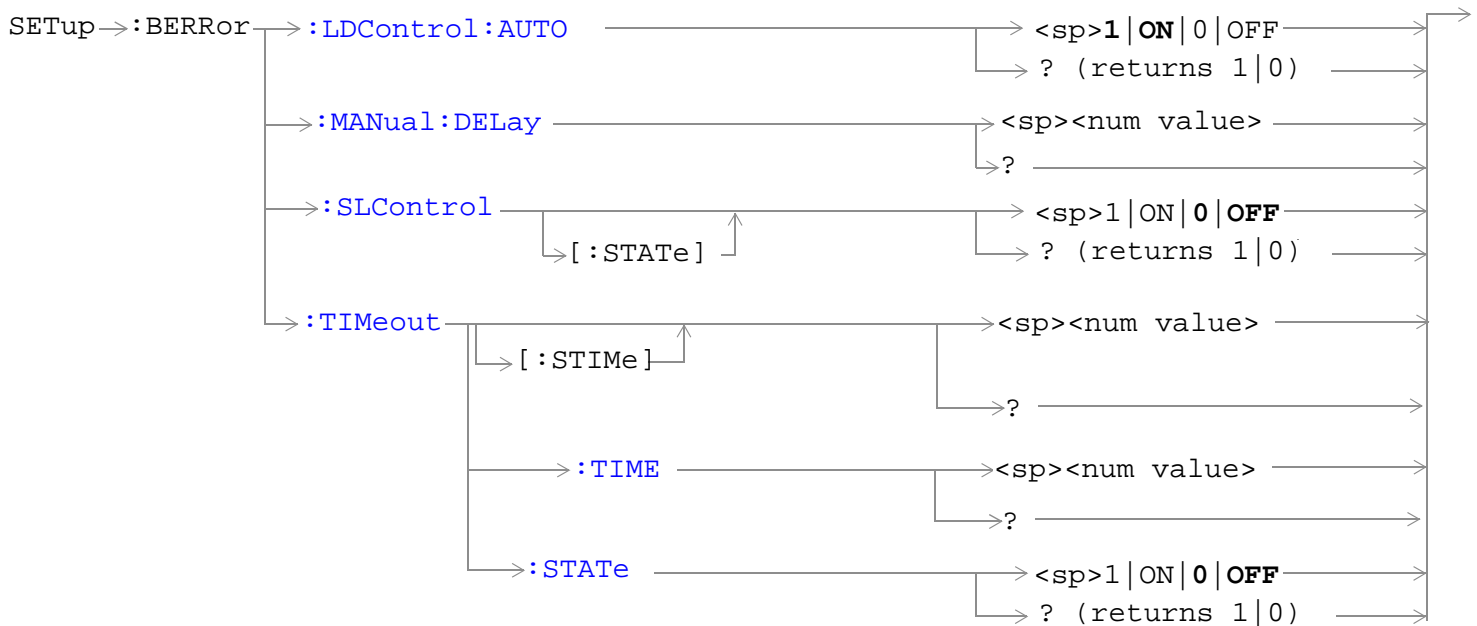 SETup :BERRor :LDControl:AUTO <sp>1|ON|0|OFF
? (returns 1|0)
:MANual:DELay <sp><num value>
?
:SLControl <sp>1|ON|0|OFF
[:STATe] ? (returns 1|0)
:TIMeout <sp><num value>
[:STIMe]
?
:TIME <sp><num value>
?
:STATe <sp>1|ON|0|OFF
? (returns 1|0)